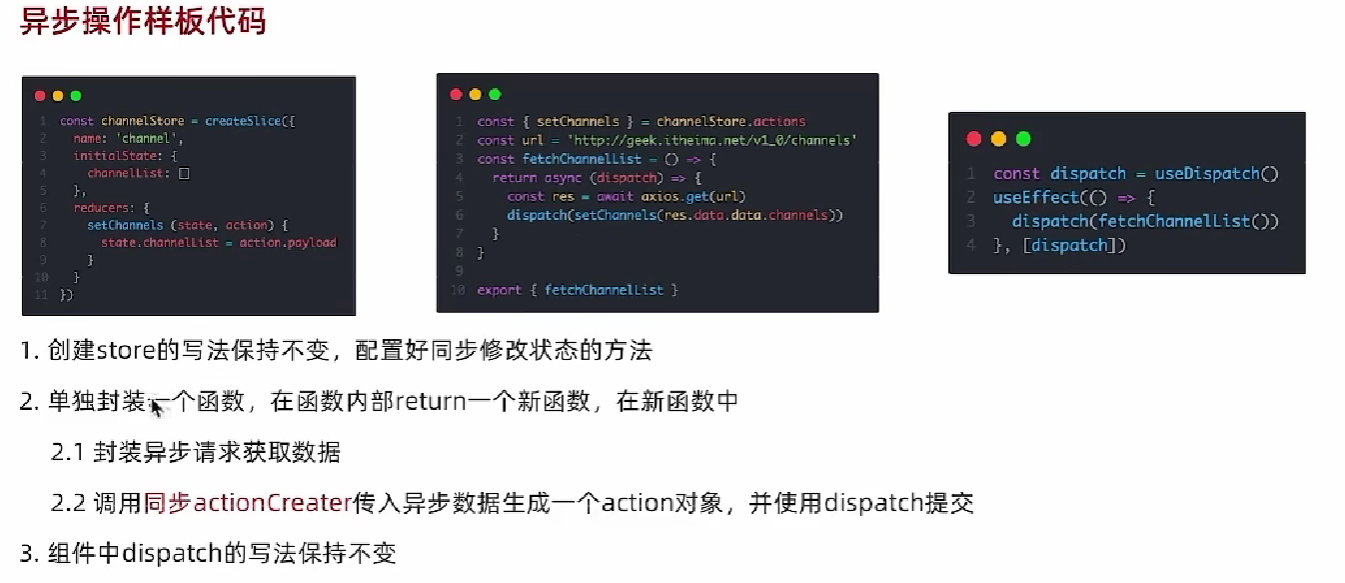 异步操作样板代码
1 const channelStore = createSlice({
2 name: 'channel',
3 initialState: {
4 channelList: []
5 },
6 reducers: {
7 setChannels (state, action) {
8 state.channelList = action.payload
9 }
10 }
11 })
1 const { setChannels } = channelStore.actions
2 const url = 'http://geek.itheima.net/v1_0/channels'
3 const fetchChannelList = () => {
4 return async (dispatch) => {
5 const res = await axios.get(url)
6 dispatch(setChannels(res.data.data.channels))
7 }
8 }
9
10 export { fetchChannelList }
1 const dispatch = useDispatch()
2 useEffect(() => {
3 dispatch(fetchChannelList())
4 }, [dispatch])
1. 创建store的写法保持不变，配置好同步修改状态的方法
2. 单独封装一个函数，在函数内部return一个新函数，在新函数中
2.1 封装异步请求获取数据
2.2 调用同步actionCreater传入异步数据生成一个action对象，并使用dispatch提交
3. 组件中dispatch的写法保持不变